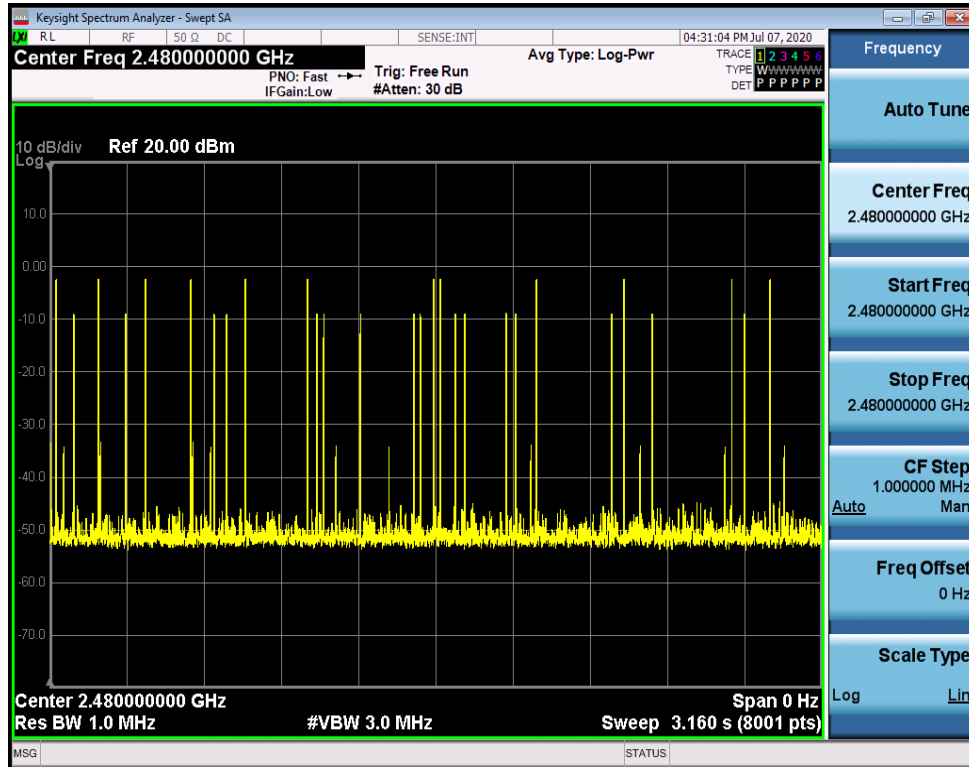 Keysight Spectrum Analyzer - Swept SA
LXI RL RF 50 Ω DC SENSE:INT 04:31:04 PM Jul 07, 2020
Center Freq 2.480000000 GHz
PNO: Fast
IFGain:Low
Trig: Free Run
#Atten: 30 dB
Avg Type: Log-Pwr
TRACE 1 2 3 4 5 6
TYPE W W W W W W
DET P P P P P P
10 dB/div Ref 20.00 dBm
Log
10.0
0.00
-10.0
-20.0
-30.0
-40.0
-50.0
-60.0
-70.0
Center 2.480000000 GHz Span 0 Hz
Res BW 1.0 MHz #VBW 3.0 MHz Sweep 3.160 s (8001 pts)
MSG STATUS
Frequency
Auto Tune
Center Freq
2.480000000 GHz
Start Freq
2.480000000 GHz
Stop Freq
2.480000000 GHz
CF Step
1.000000 MHz
Auto Man
Freq Offset
0 Hz
Scale Type
Log Lin